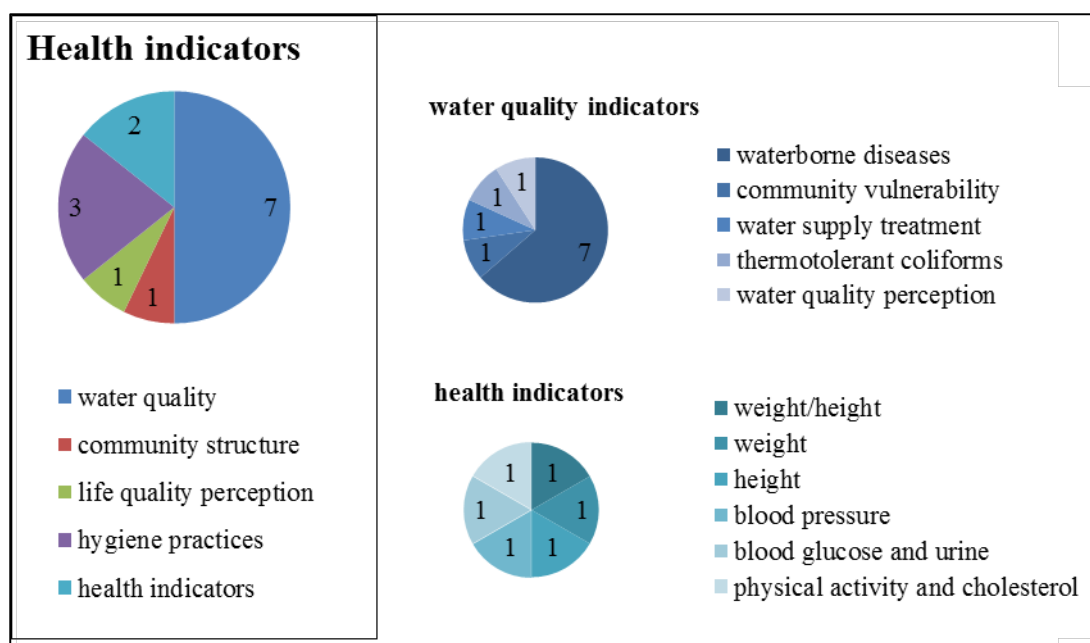 Health indicators
2
7
3
1
1
water quality
community structure
life quality perception
hygiene practices
health indicators
water quality indicators
1
1
1
1
7
waterborne diseases
community vulnerability
water supply treatment
thermotolerant coliforms
water quality perception
health indicators
1
1
1
1
1
1
weight/height
weight
height
blood pressure
blood glucose and urine
physical activity and cholesterol